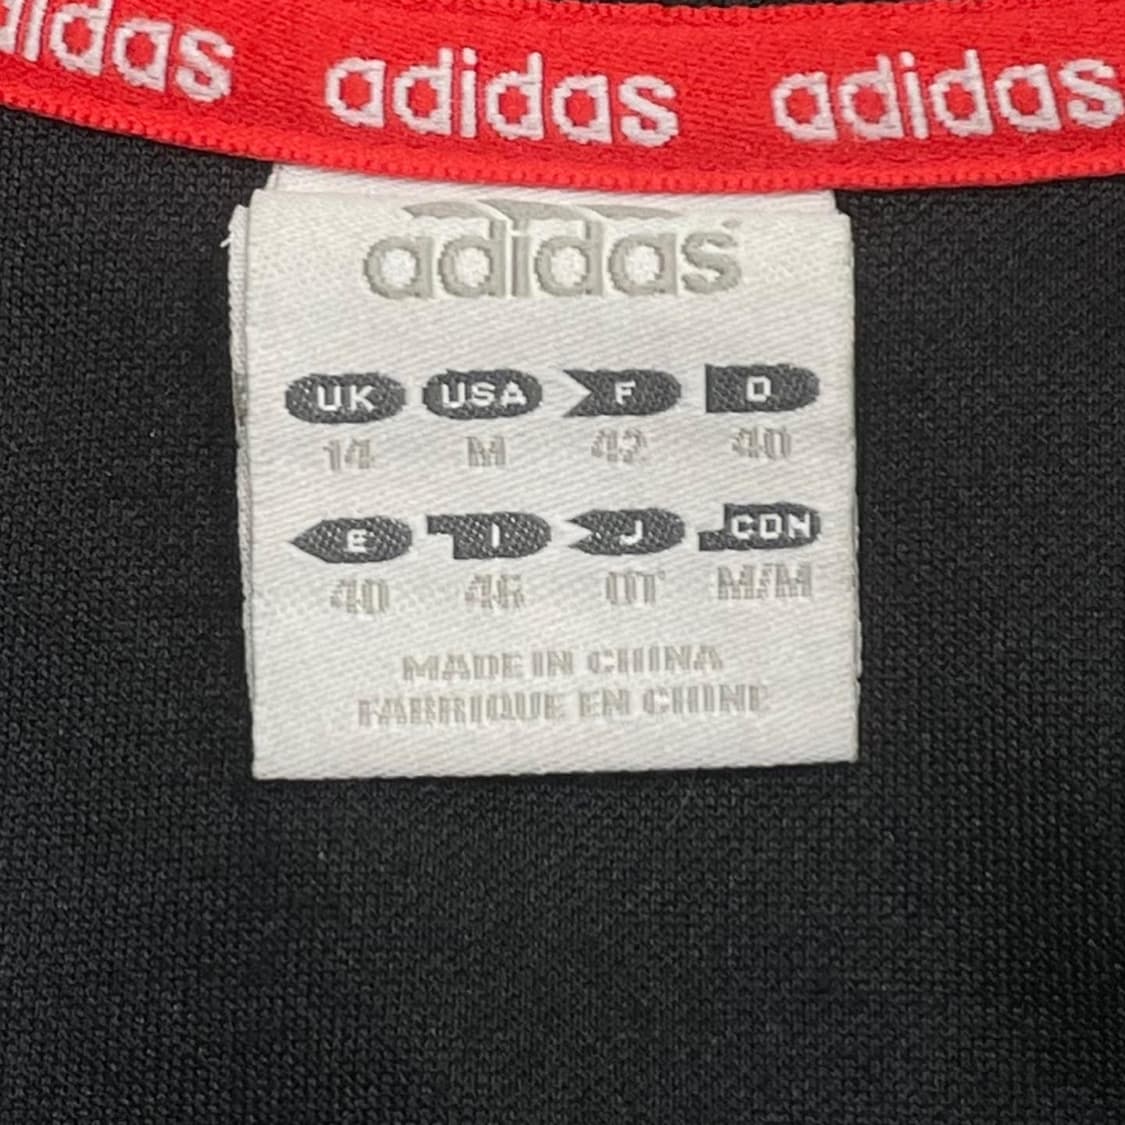 adidas adidas adidas
adidas
UK USA F D
14 M 42 40
E I J CDN
40 46 OT M/M
MADE IN CHINA
FABRIQUE EN CHINE